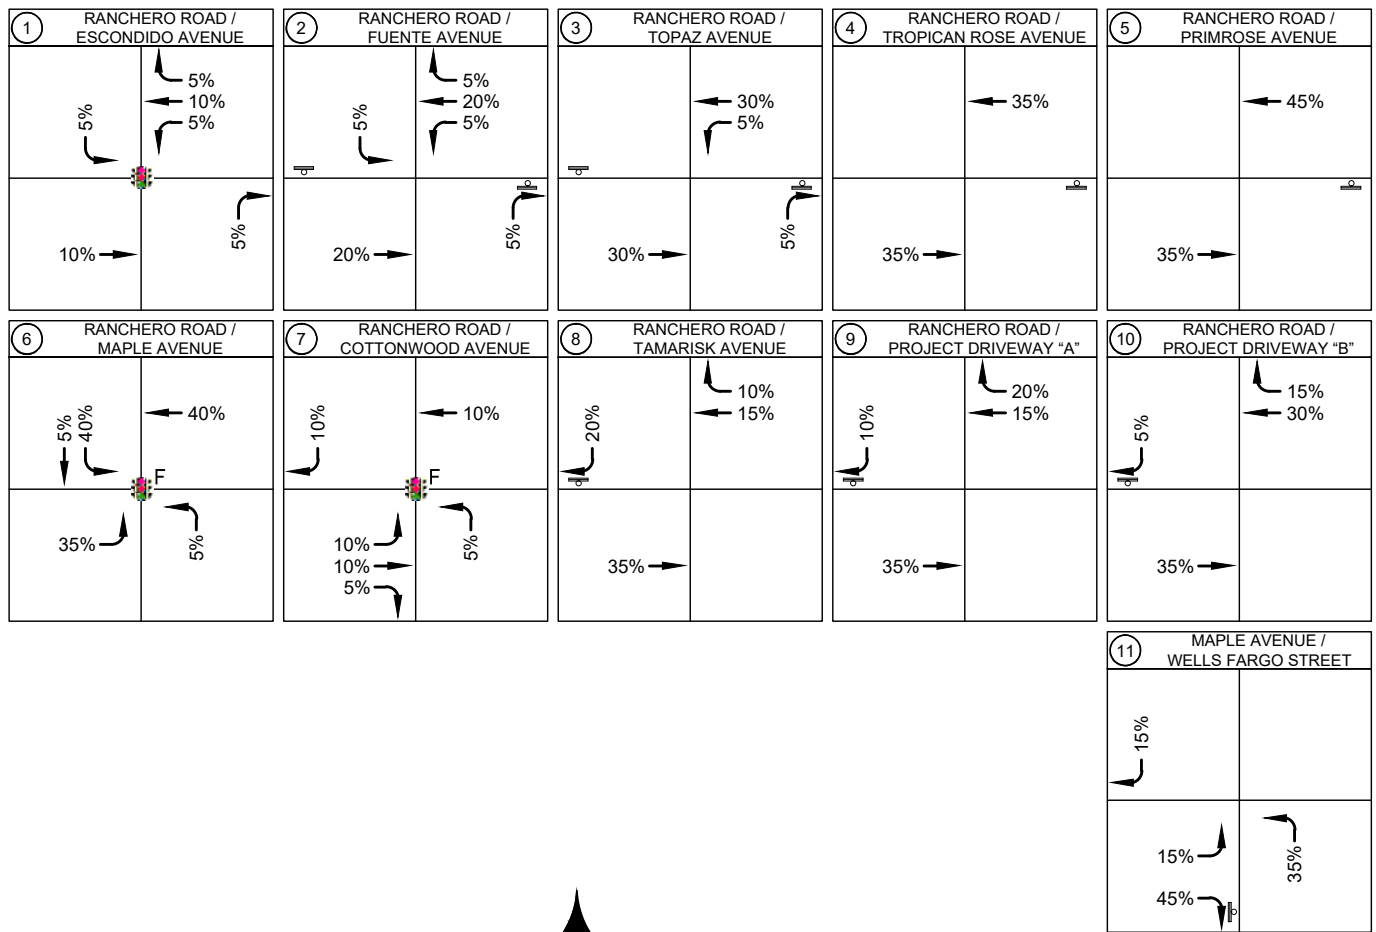 1
RANCHERO ROAD /
ESCONDIDO AVENUE
5%
10%
5%
5%
5%
10%
2
RANCHERO ROAD /
FUENTE AVENUE
5%
20%
5%
5%
5%
20%
3
RANCHERO ROAD /
TOPAZ AVENUE
30%
5%
5%
30%
4
RANCHERO ROAD /
TROPICAN ROSE AVENUE
35%
35%
5
RANCHERO ROAD /
PRIMROSE AVENUE
45%
35%
6
RANCHERO ROAD /
MAPLE AVENUE
5%
40%
40%
F
35%
5%
7
RANCHERO ROAD /
COTTONWOOD AVENUE
10%
10%
F
10%
10%
5%
5%
8
RANCHERO ROAD /
TAMARISK AVENUE
10%
15%
20%
35%
9
RANCHERO ROAD /
PROJECT DRIVEWAY “A”
20%
15%
10%
35%
10
RANCHERO ROAD /
PROJECT DRIVEWAY “B”
15%
30%
5%
35%
11
MAPLE AVENUE /
WELLS FARGO STREET
15%
15%
45%
35%